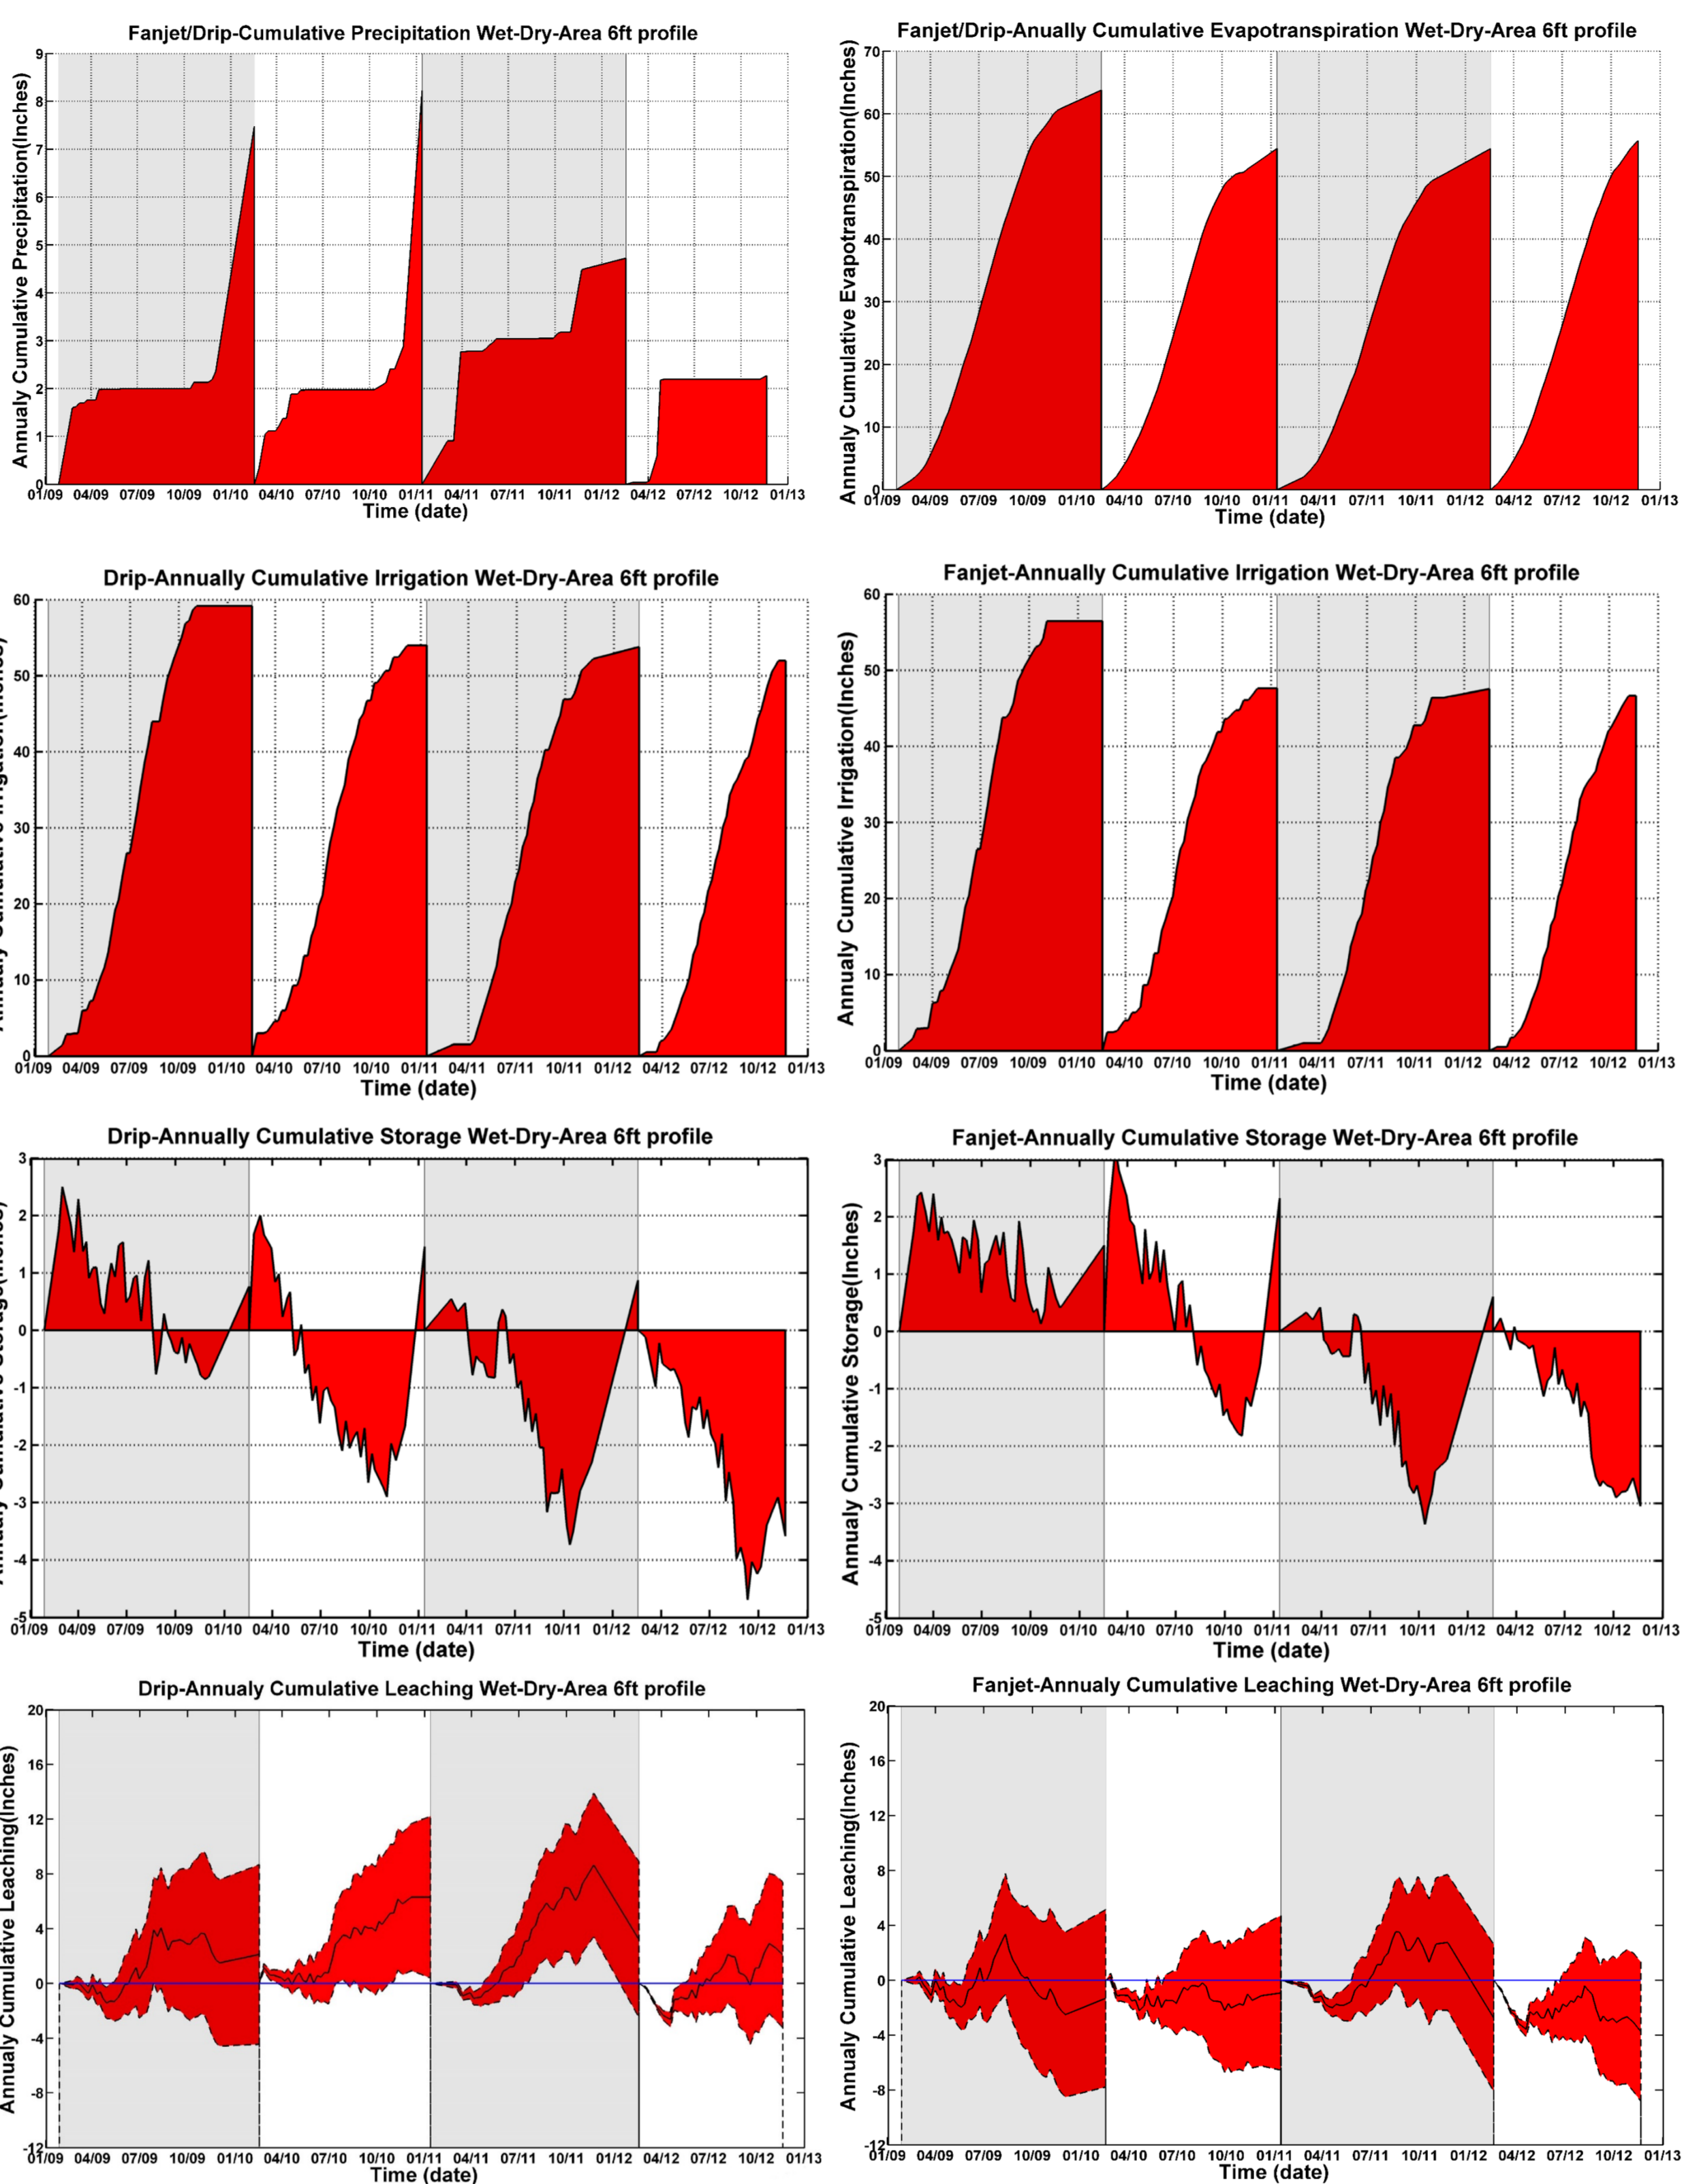 Fanjet/Drip-Cumulative Precipitation Wet-Dry-Area 6ft profile
Annualy Cumulative Precipitation(Inches)
9
8
7
6
5
4
3
2
1
0
01/09 04/09 07/09 10/09 01/10 04/10 07/10 10/10 01/11 04/11 07/11 10/11 01/12 04/12 07/12 10/12 01/13
Time (date)
Fanjet/Drip-Anually Cumulative Evapotranspiration Wet-Dry-Area 6ft profile
Annualy Cumulative Evapotranspiration(Inches)
70
60
50
40
30
20
10
0
01/09 04/09 07/09 10/09 01/10 04/10 07/10 10/10 01/11 04/11 07/11 10/11 01/12 04/12 07/12 10/12 01/13
Time (date)
Drip-Annually Cumulative Irrigation Wet-Dry-Area 6ft profile
60
50
40
30
20
10
0
01/09 04/09 07/09 10/09 01/10 04/10 07/10 10/10 01/11 04/11 07/11 10/11 01/12 04/12 07/12 10/12 01/13
Time (date)
Fanjet-Annually Cumulative Irrigation Wet-Dry-Area 6ft profile
Annualy Cumulative Irrigation(Inches)
60
50
40
30
20
10
0
01/09 04/09 07/09 10/09 01/10 04/10 07/10 10/10 01/11 04/11 07/11 10/11 01/12 04/12 07/12 10/12 01/13
Time (date)
Drip-Annually Cumulative Storage Wet-Dry-Area 6ft profile
3
2
1
0
-1
-2
-3
-4
-5
01/09 04/09 07/09 10/09 01/10 04/10 07/10 10/10 01/11 04/11 07/11 10/11 01/12 04/12 07/12 10/12 01/13
Time (date)
Fanjet-Annually Cumulative Storage Wet-Dry-Area 6ft profile
Annualy Cumulative Storage(Inches)
3
2
1
0
-1
-2
-3
-4
-5
01/09 04/09 07/09 10/09 01/10 04/10 07/10 10/10 01/11 04/11 07/11 10/11 01/12 04/12 07/12 10/12 01/13
Time (date)
Drip-Annualy Cumulative Leaching Wet-Dry-Area 6ft profile
Annualy Cumulative Leaching(Inches)
20
16
12
8
4
0
-4
-8
-12
01/09 04/09 07/09 10/09 01/10 04/10 07/10 10/10 01/11 04/11 07/11 10/11 01/12 04/12 07/12 10/12 01/13
Time (date)
Fanjet-Annualy Cumulative Leaching Wet-Dry-Area 6ft profile
Annualy Cumulative Leaching(Inches)
20
16
12
8
4
0
-4
-8
-12
01/09 04/09 07/09 10/09 01/10 04/10 07/10 10/10 01/11 04/11 07/11 10/11 01/12 04/12 07/12 10/12 01/13
Time (date)